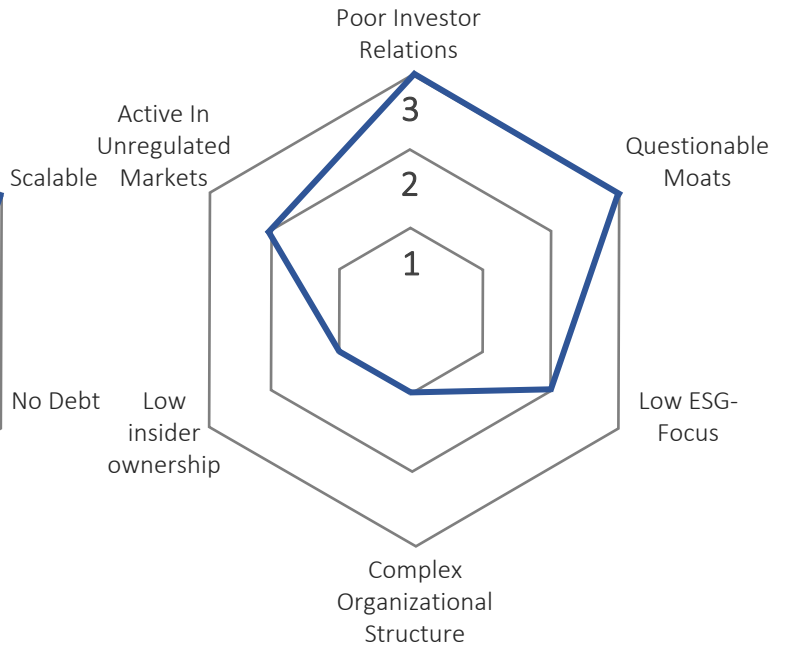 Poor Investor
Relations
3
Active In
Unregulated
Markets
Scalable
Questionable
Moats
2
1
No Debt
Low
insider
ownership
Low ESG-
Focus
Complex
Organizational
Structure